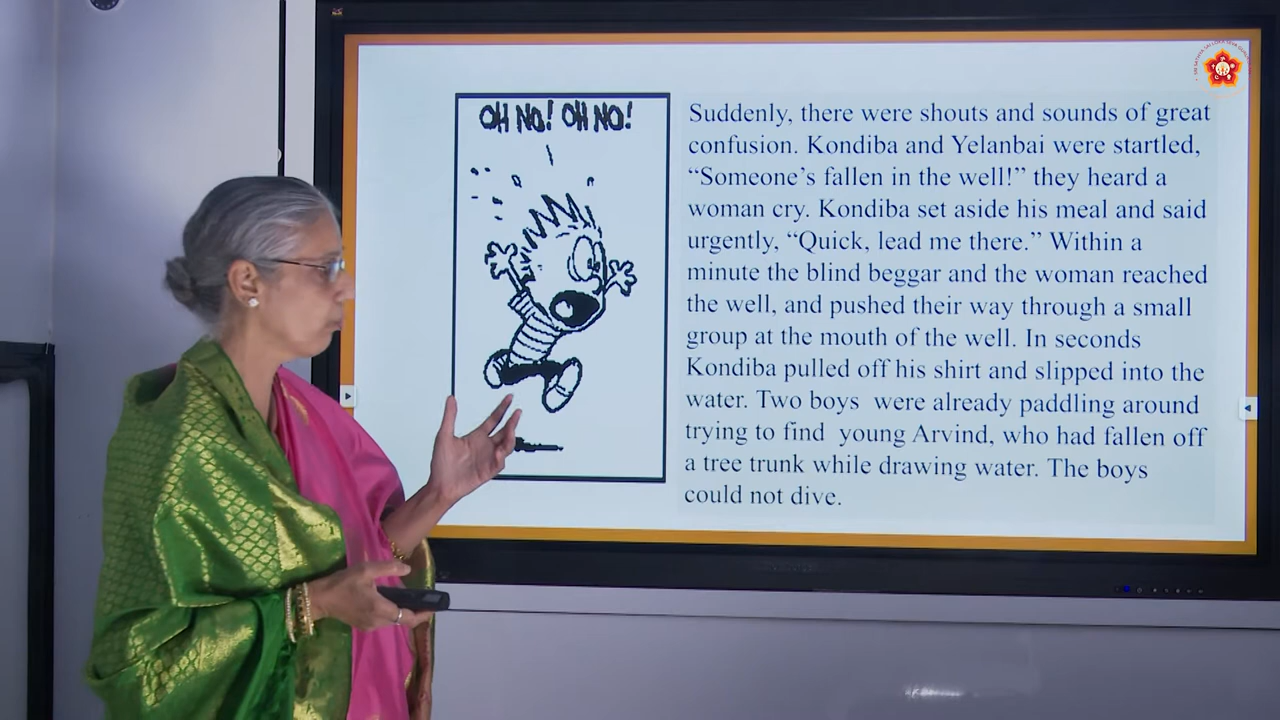 OH NO! OH NO!
Suddenly, there were shouts and sounds of great
confusion. Kondiba and Yelanbai were startled,
“Someone’s fallen in the well!” they heard a
woman cry. Kondiba set aside his meal and said
urgently, “Quick, lead me there.” Within a
minute the blind beggar and the woman reached
the well, and pushed their way through a small
group at the mouth of the well. In seconds
Kondiba pulled off his shirt and slipped into the
water. Two boys were already paddling around
trying to find young Arvind, who had fallen off
a tree trunk while drawing water. The boys
could not dive.